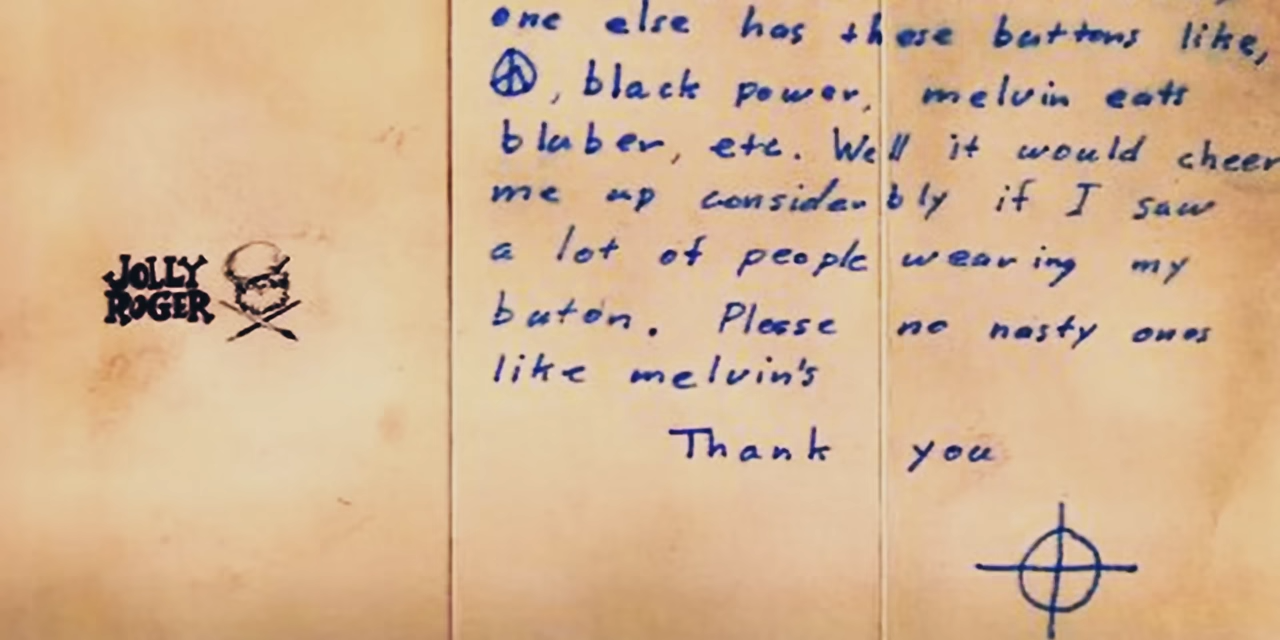 JOLLY
ROGER
one else has these buttons like,
☮, black power, melvin eats
bluber, etc. Well it would cheer
me up considerbly if I saw
a lot of people wearing my
buton. Please no nasty ones
like melvin's
Thank you